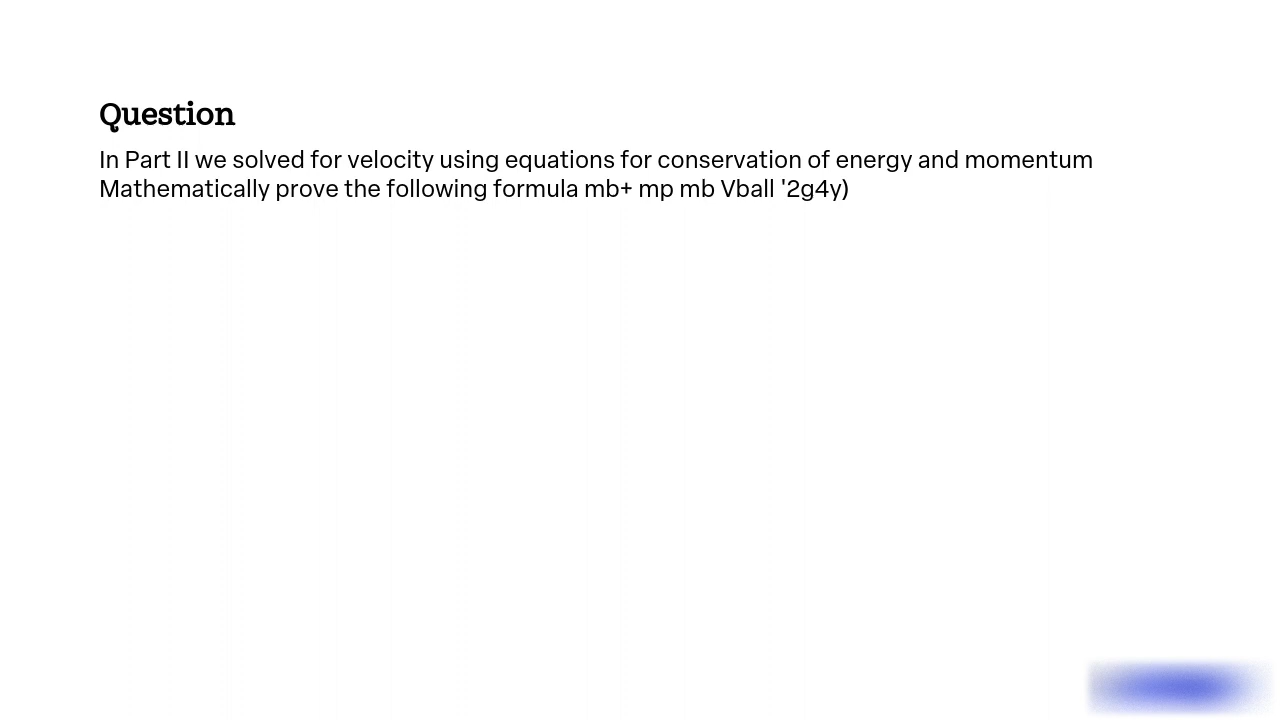 Question
In Part II we solved for velocity using equations for conservation of energy and momentum
Mathematically prove the following formula mb+ mp mb Vball '2g4y)